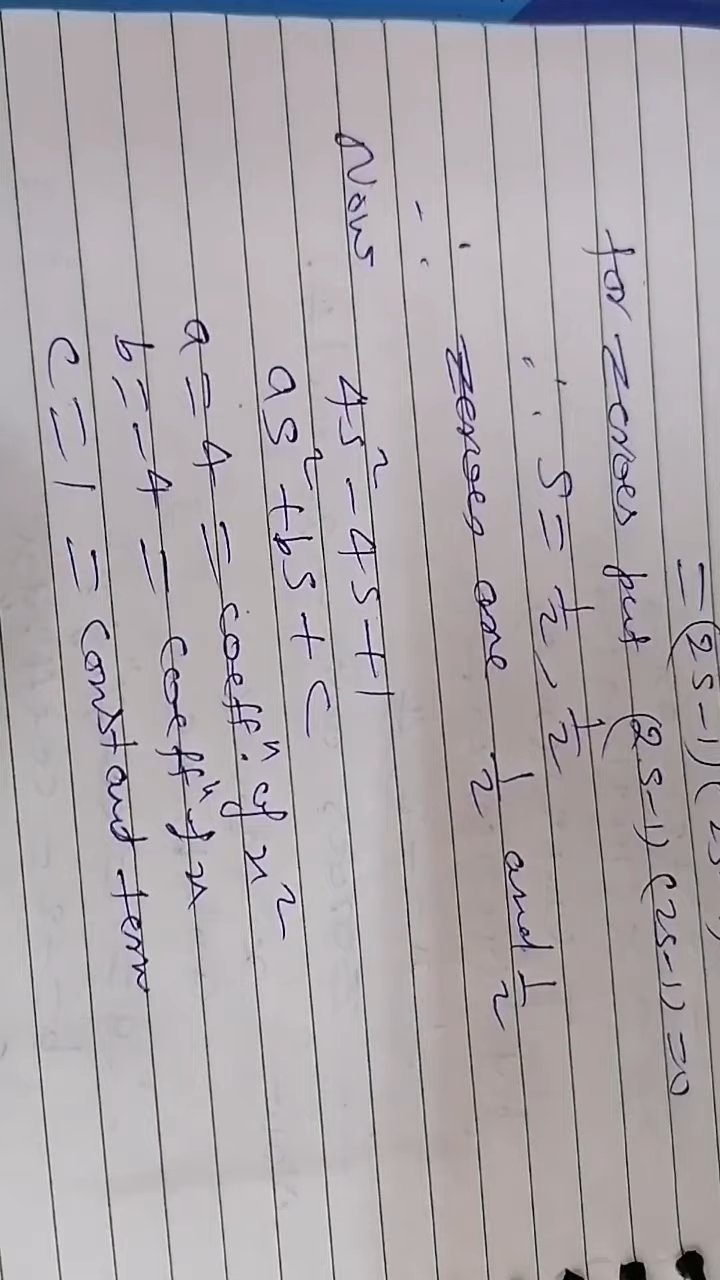 = (2S-1)(2S
for zeroes put (2S-1)(2S-1)=0
∴ S = 1/2, 1/2
∴ zeroes are 1/2 and 1/2
Now 4S² - 4S + 1
aS² + bS + c
a = 4 = coeffⁿ. of x²
b = -4 = coeffⁿ of x
c = 1 = constant term